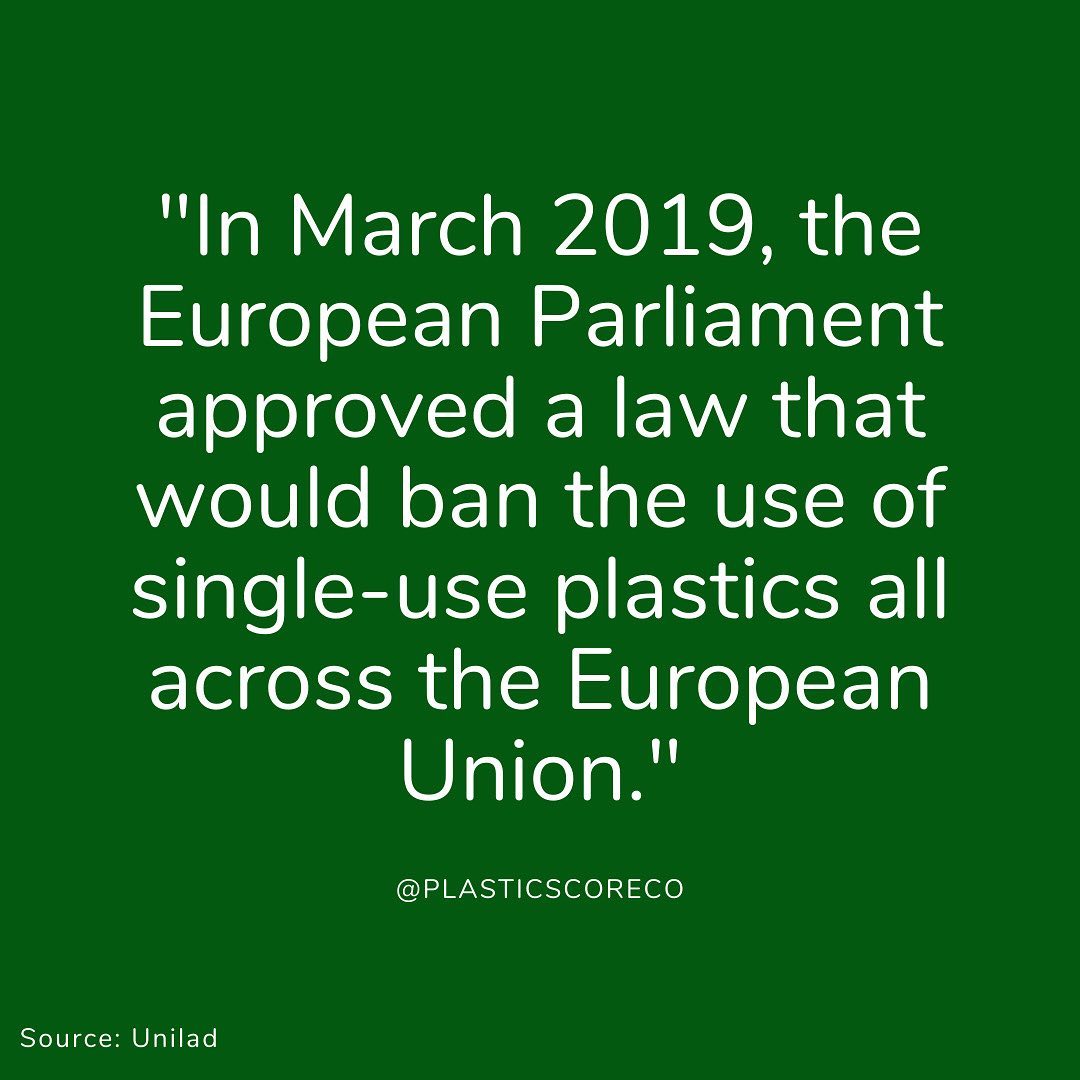 "In March 2019, the
European Parliament
approved a law that
would ban the use of
single-use plastics all
across the European
Union."
@PLASTICSCORECO
Source: Unilad